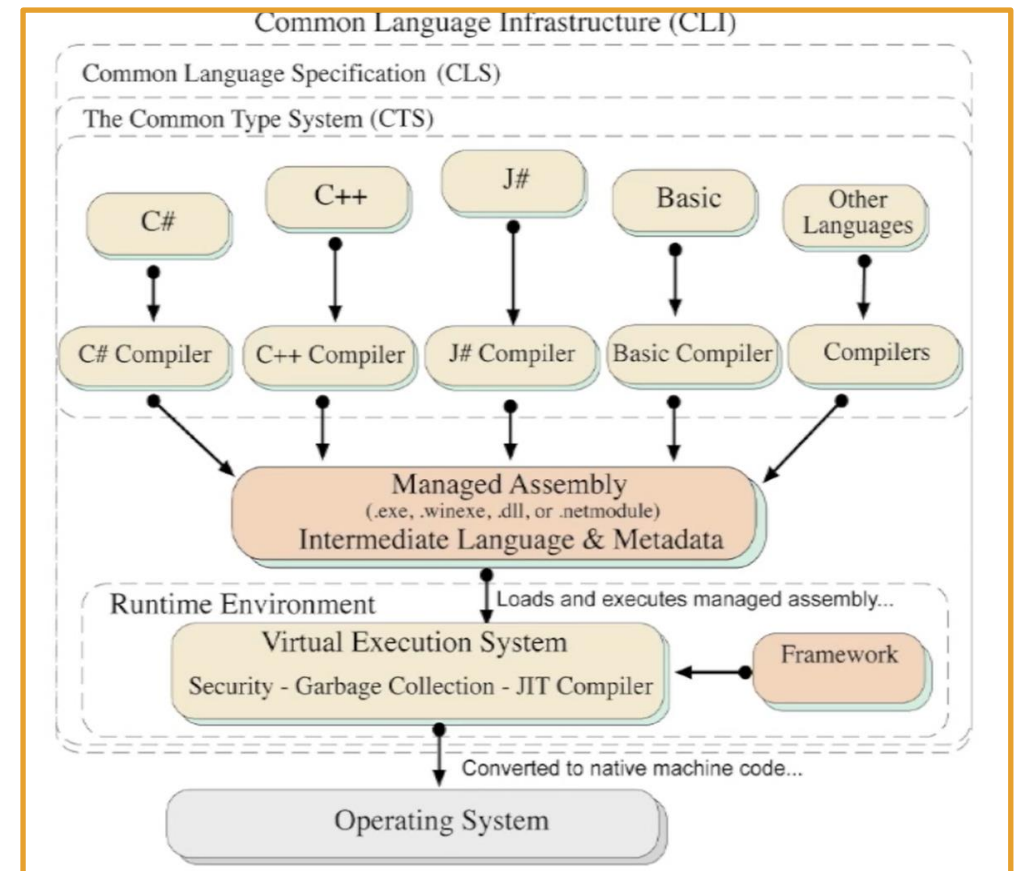 Common Language Infrastructure (CLI)
Common Language Specification (CLS)
The Common Type System (CTS)
C#
C++
J#
Basic
Other
Languages
C# Compiler
C++ Compiler
J# Compiler
Basic Compiler
Compilers
Managed Assembly
(.exe, .winexe, .dll, or .netmodule)
Intermediate Language & Metadata
Runtime Environment
Loads and executes managed assembly...
Virtual Execution System
Security - Garbage Collection - JIT Compiler
Framework
Converted to native machine code...
Operating System